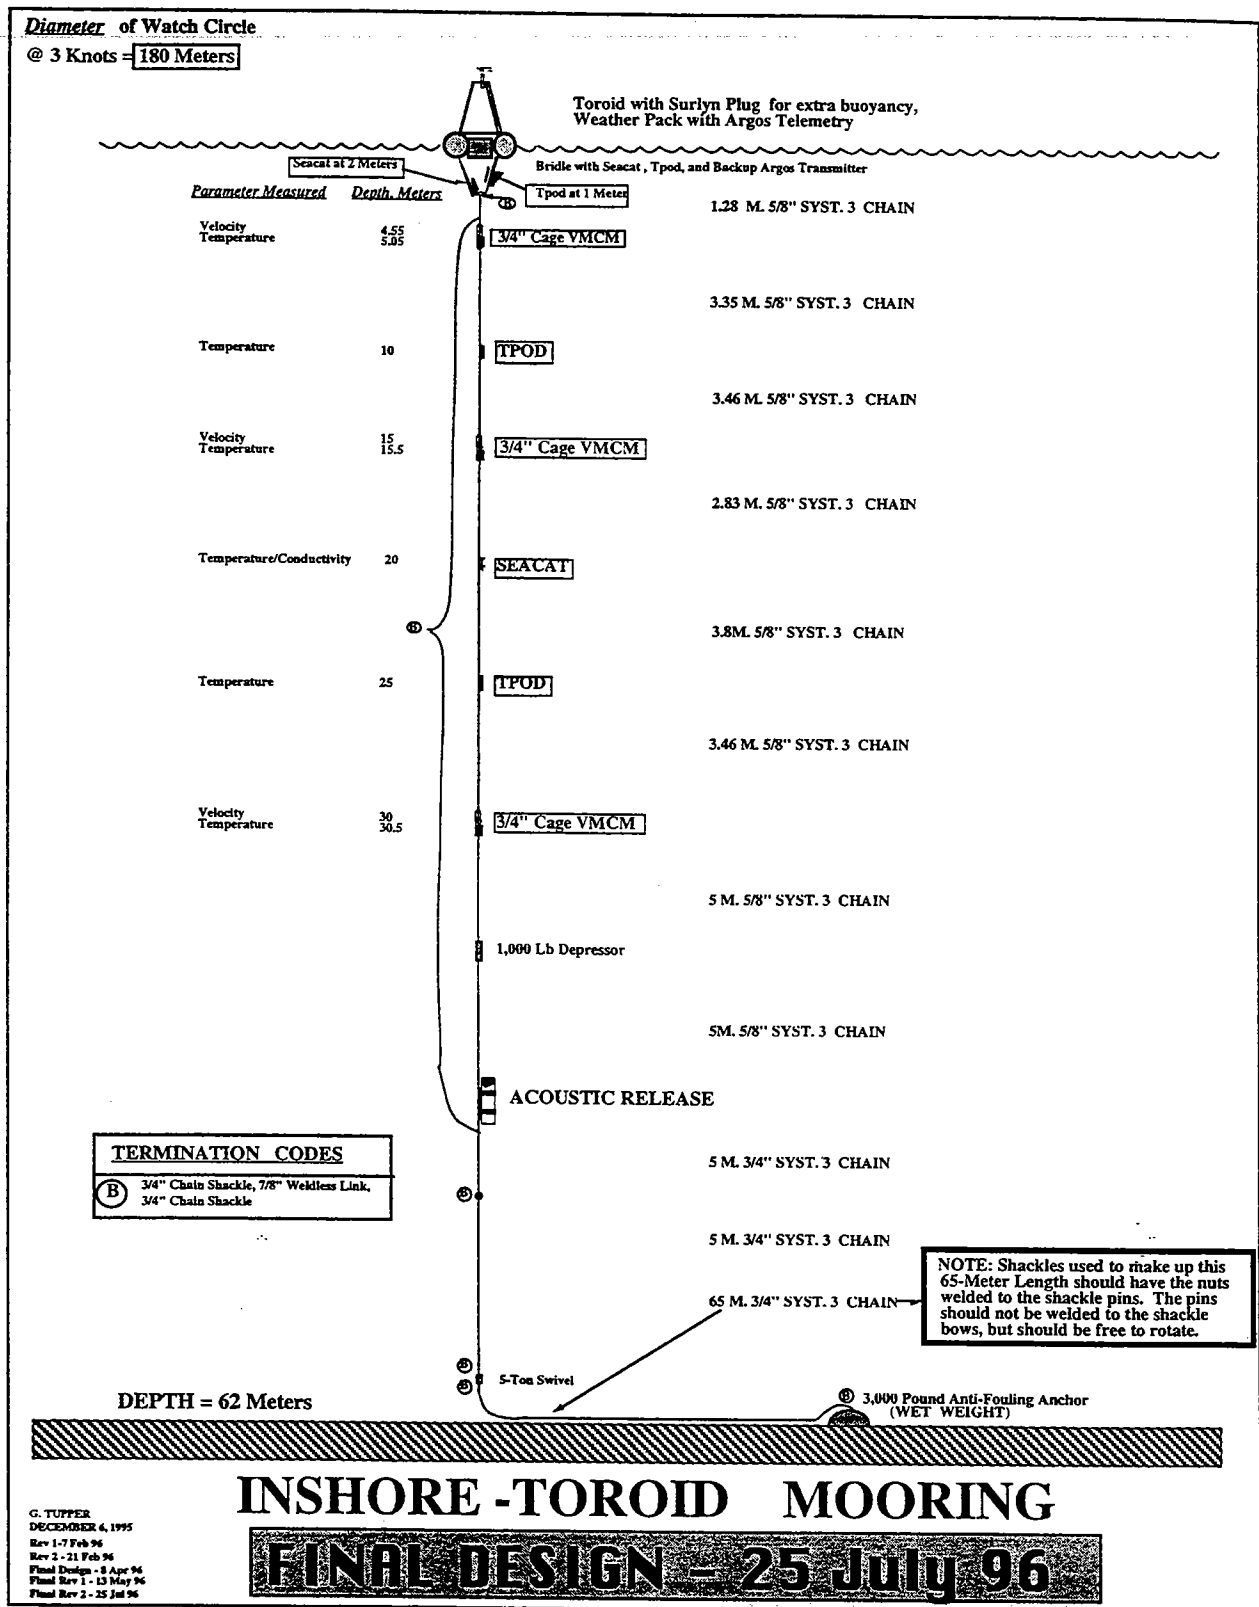 Diameter of Watch Circle
@ 3 Knots = 180 Meters
Toroid with Surlyn Plug for extra buoyancy,
Weather Pack with Argos Telemetry
Seacat at 2 Meters
Bridle with Seacat , Tpod, and Backup Argos Transmitter
Parameter Measured Depth, Meters
Tpod at 1 Meter
B
1.28 M. 5/8" SYST. 3 CHAIN
Velocity 4.55
Temperature 5.05
3/4" Cage VMCM
3.35 M. 5/8" SYST. 3 CHAIN
Temperature 10
TPOD
3.46 M. 5/8" SYST. 3 CHAIN
Velocity 15
Temperature 15.5
3/4" Cage VMCM
2.83 M. 5/8" SYST. 3 CHAIN
Temperature/Conductivity 20
SEACAT
B
3.8M. 5/8" SYST. 3 CHAIN
Temperature 25
TPOD
3.46 M. 5/8" SYST. 3 CHAIN
Velocity 30
Temperature 30.5
3/4" Cage VMCM
5 M. 5/8" SYST. 3 CHAIN
1,000 Lb Depressor
5M. 5/8" SYST. 3 CHAIN
ACOUSTIC RELEASE
TERMINATION CODES
B 3/4" Chain Shackle, 7/8" Weldless Link,
3/4" Chain Shackle
5 M. 3/4" SYST. 3 CHAIN
B
5 M. 3/4" SYST. 3 CHAIN
NOTE: Shackles used to make up this
65-Meter Length should have the nuts
welded to the shackle pins. The pins
should not be welded to the shackle
bows, but should be free to rotate.
65 M. 3/4" SYST. 3 CHAIN
B
5-Ton Swivel
B
DEPTH = 62 Meters
B 3,000 Pound Anti-Fouling Anchor
(WET WEIGHT)
INSHORE -TOROID MOORING
G. TUPPER
DECEMBER 6, 1995
Rev 1-7 Feb 96
Rev 2 - 21 Feb 96
Final Design - 8 Apr 96
Final Rev 1 - 13 May 96
Final Rev 2 - 25 Jul 96
FINAL DESIGN - 25 July 96